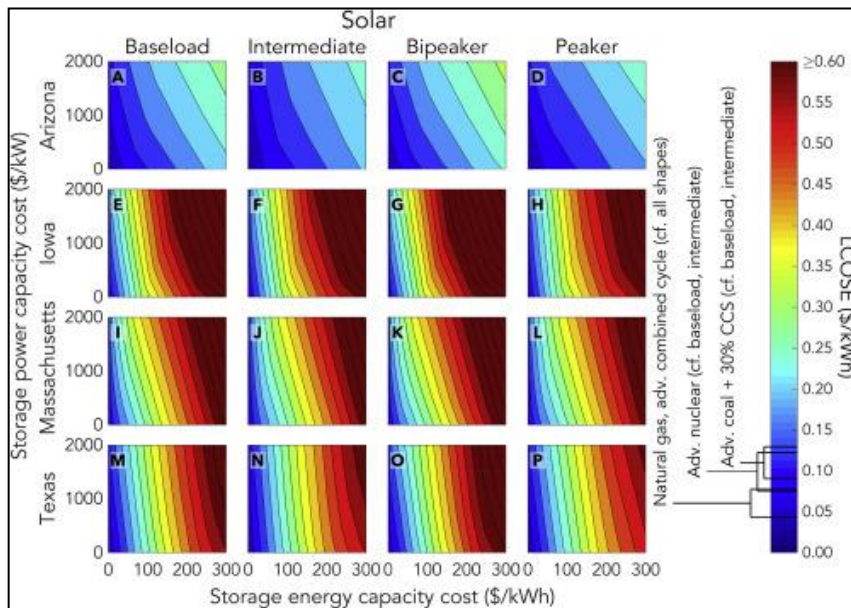 Solar
Baseload Intermediate Bipeaker Peaker
Storage power capacity cost ($/kW)
Arizona
2000
1000
0
A B C D
Iowa
2000
1000
0
E F G H
Massachusetts
2000
1000
0
I J K L
Texas
2000
1000
0
M N O P
0 100 200 300 0 100 200 300 0 100 200 300 0 100 200 300
Storage energy capacity cost ($/kWh)
Natural gas, adv. combined cycle (cf. all shapes)
Adv. nuclear (cf. baseload, intermediate)
Adv. coal + 30% CCS (cf. baseload, intermediate)
≥0.60
0.55
0.50
0.45
0.40
0.35
0.30
0.25
0.20
0.15
0.10
0.05
0.00
LCOSE ($/kWh)